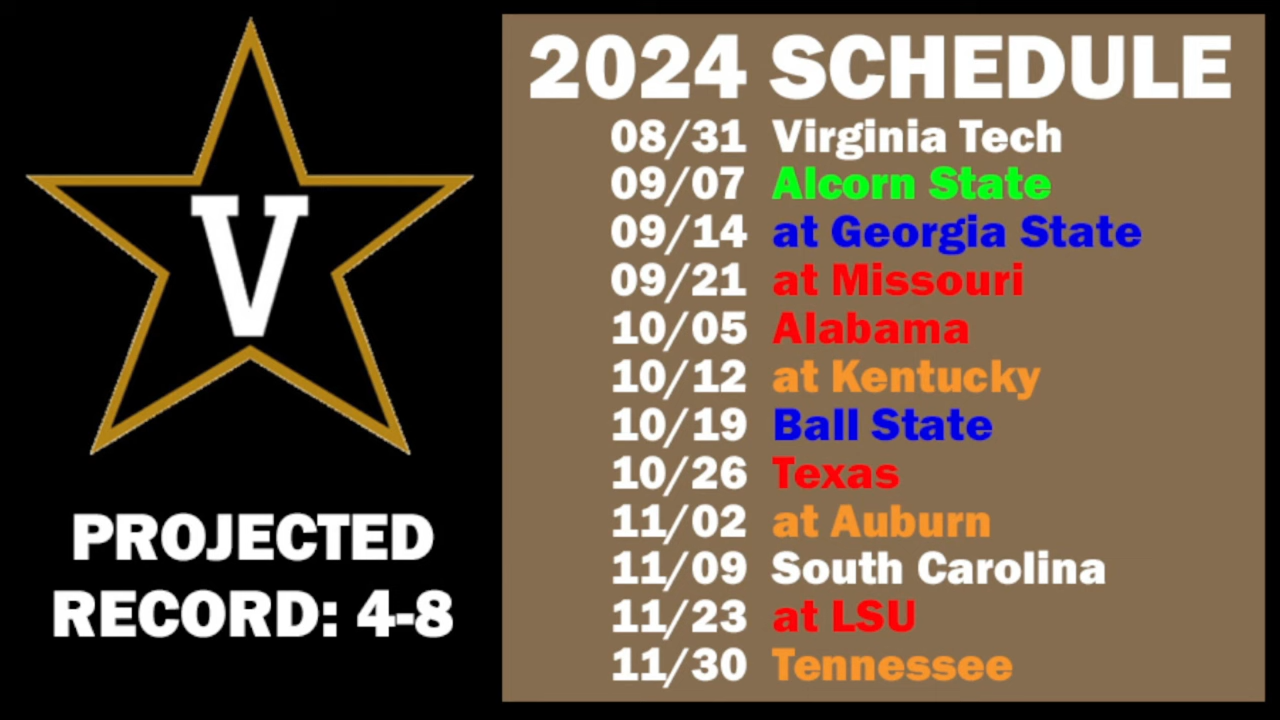 V
PROJECTED
RECORD: 4-8
2024 SCHEDULE
08/31 Virginia Tech
09/07 Alcorn State
09/14 at Georgia State
09/21 at Missouri
10/05 Alabama
10/12 at Kentucky
10/19 Ball State
10/26 Texas
11/02 at Auburn
11/09 South Carolina
11/23 at LSU
11/30 Tennessee